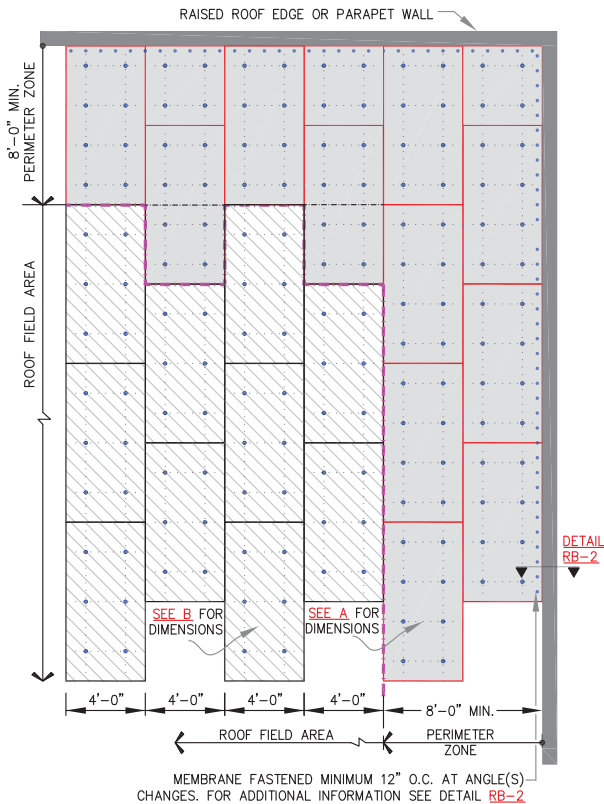 RAISED ROOF EDGE OR PARAPET WALL
8'-0" MIN.
PERIMETER ZONE
ROOF FIELD AREA
DETAIL
RB-2
SEE B FOR
DIMENSIONS
SEE A FOR
DIMENSIONS
4'-0"
4'-0"
4'-0"
4'-0"
8'-0" MIN.
ROOF FIELD AREA
PERIMETER
ZONE
MEMBRANE FASTENED MINIMUM 12" O.C. AT ANGLE(S)
CHANGES. FOR ADDITIONAL INFORMATION SEE DETAIL RB-2